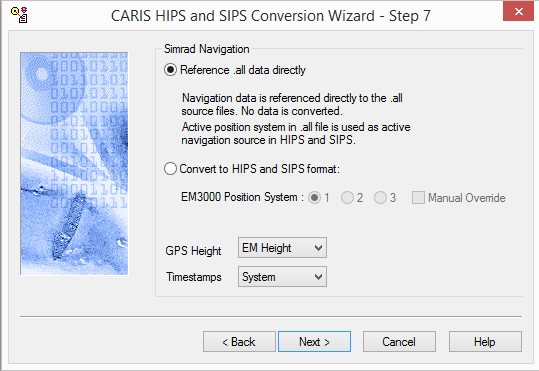 CARIS HIPS and SIPS Conversion Wizard - Step 7
Simrad Navigation
Reference .all data directly
Navigation data is referenced directly to the .all
source files. No data is converted.
Active position system in .all file is used as active
navigation source in HIPS and SIPS.
Convert to HIPS and SIPS format:
EM3000 Position System : 1 2 3 Manual Override
GPS Height EM Height
Timestamps System
< Back Next > Cancel Help